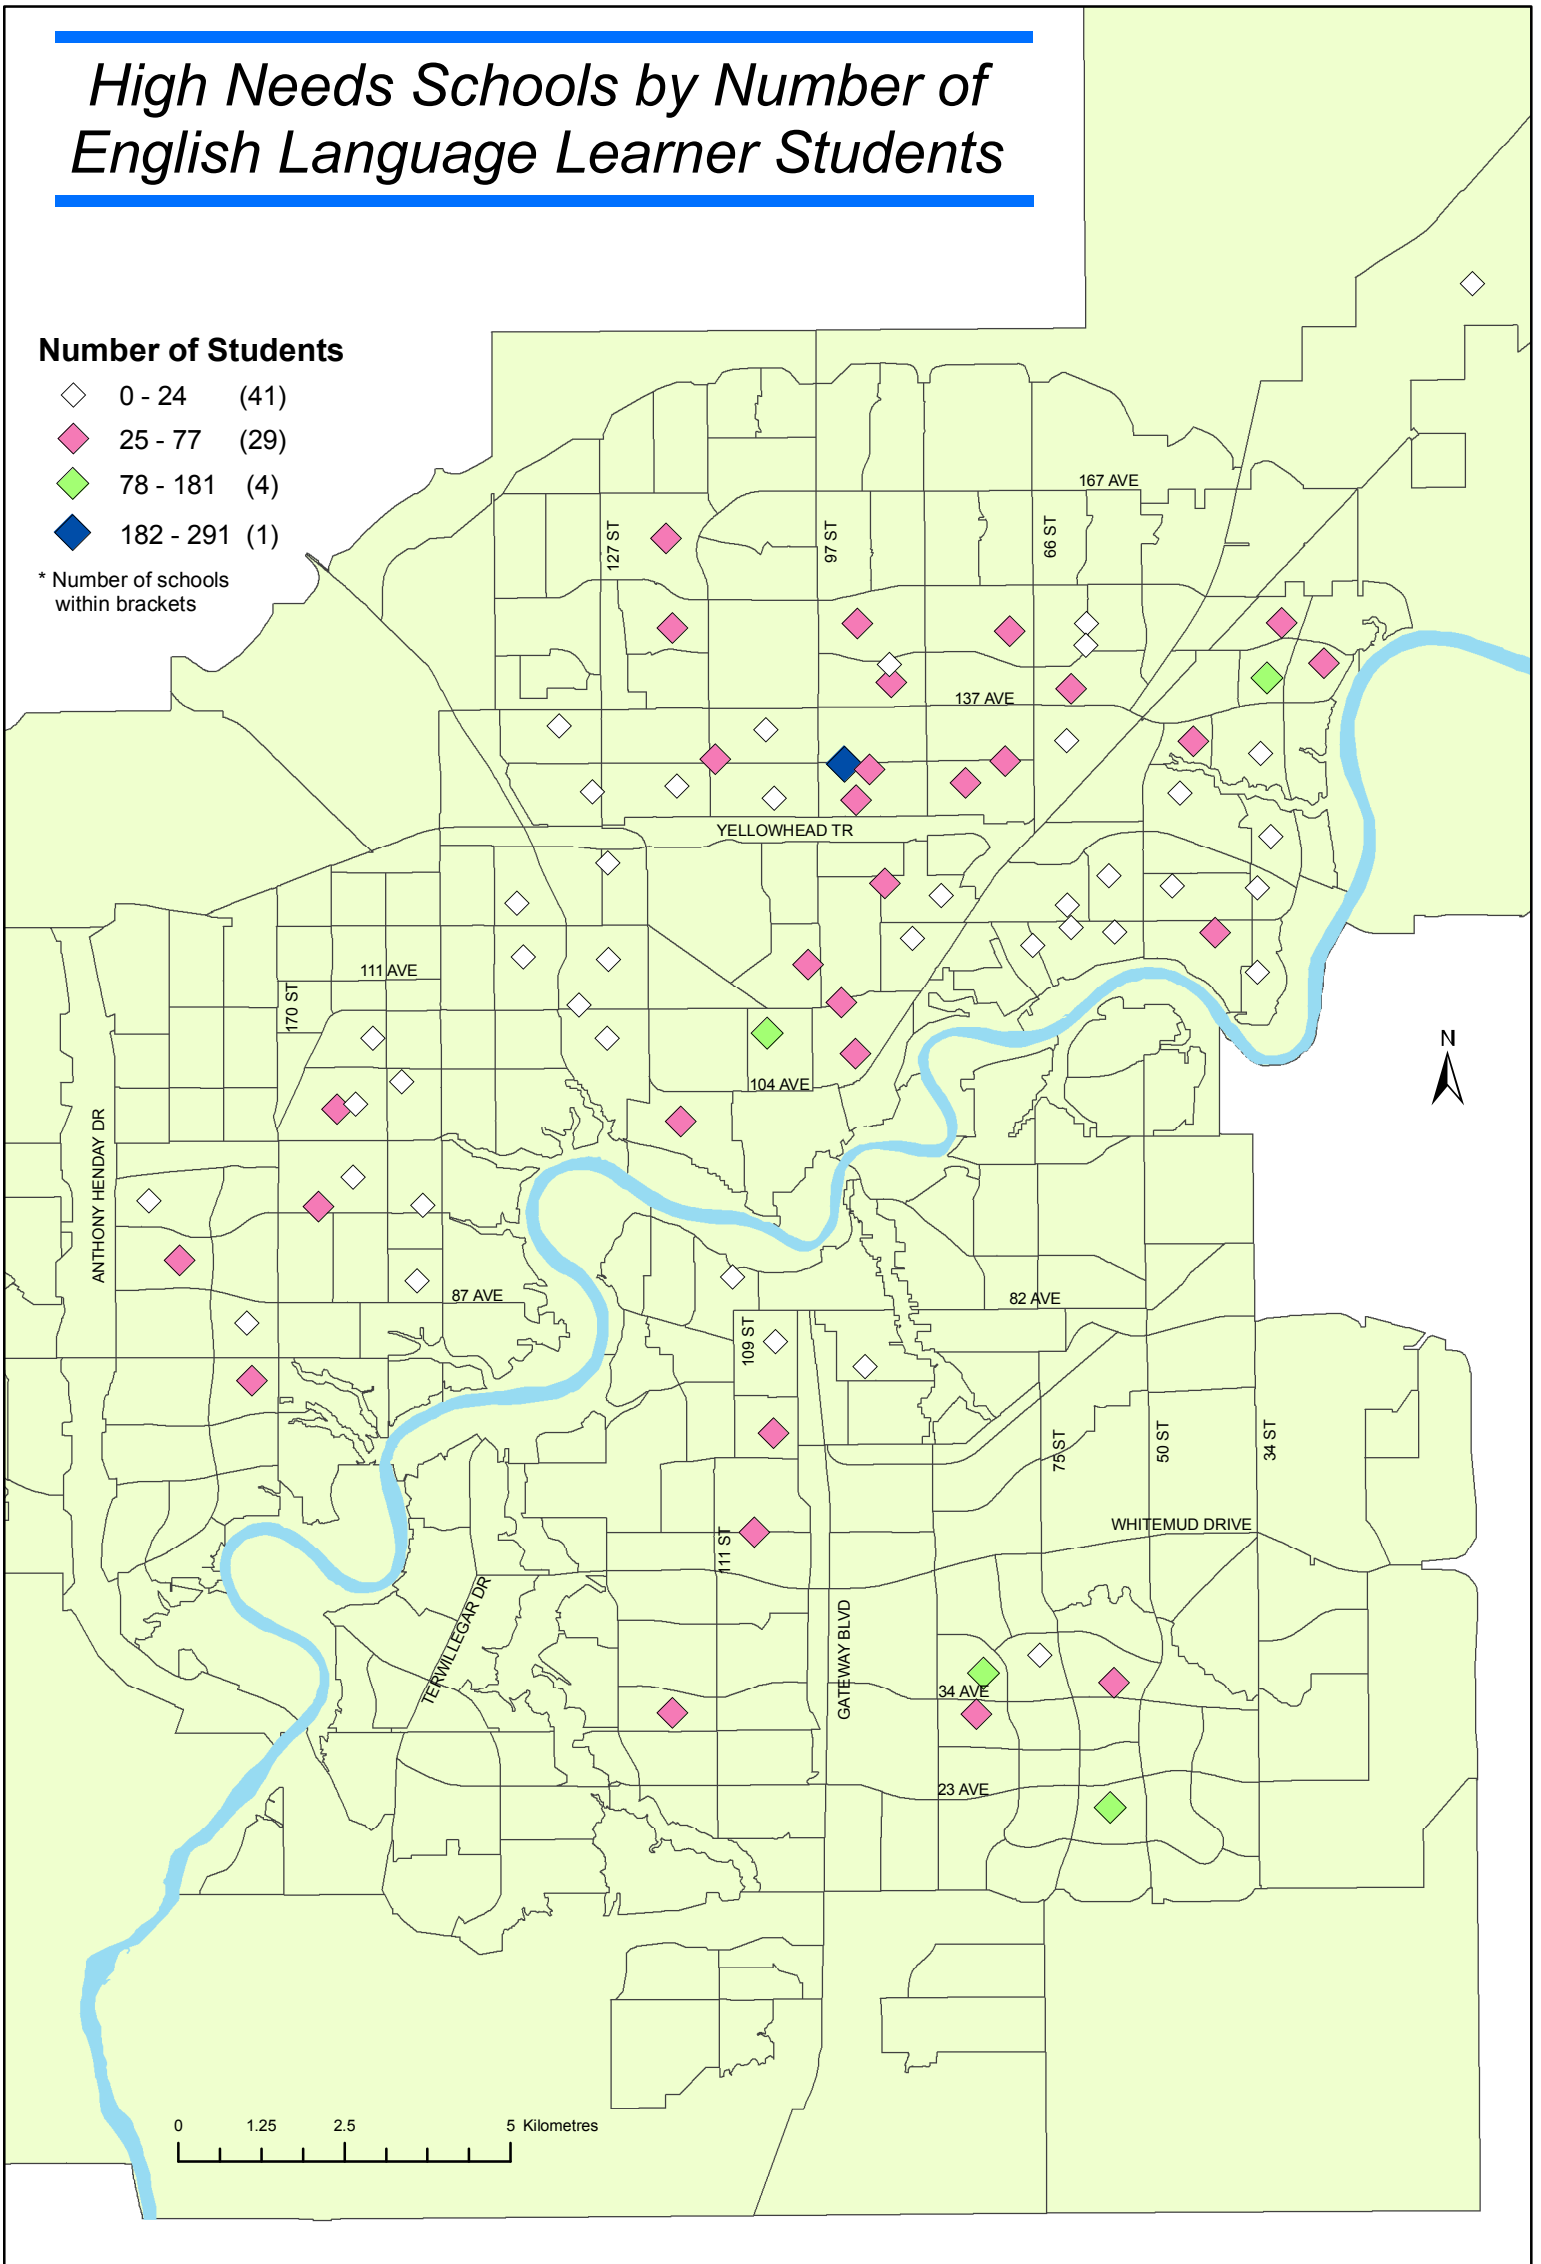 High Needs Schools by Number of
English Language Learner Students
Number of Students
0 - 24 (41)
25 - 77 (29)
78 - 181 (4)
182 - 291 (1)
* Number of schools
within brackets
167 AVE
127 ST
97 ST
66 ST
137 AVE
YELLOWHEAD TR
111 AVE
170 ST
N
104 AVE
ANTHONY HENDAY DR
87 AVE
82 AVE
109 ST
75 ST
50 ST
34 ST
WHITEMUD DRIVE
111 ST
TERWILLEGAR DR
GATEWAY BLVD
34 AVE
23 AVE
0 1.25 2.5 5 Kilometres